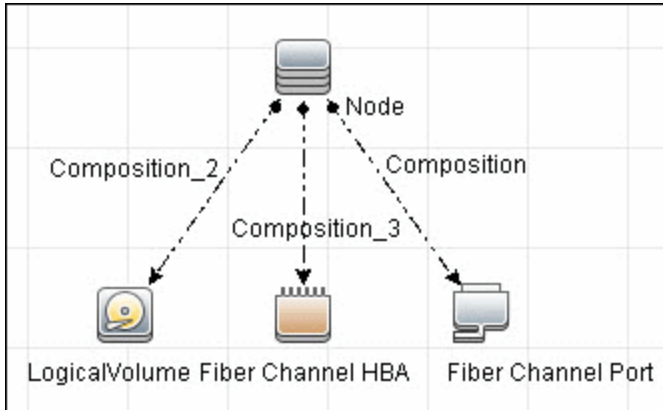 Node
Composition_2
Composition
Composition_3
LogicalVolume
Fiber Channel HBA
Fiber Channel Port